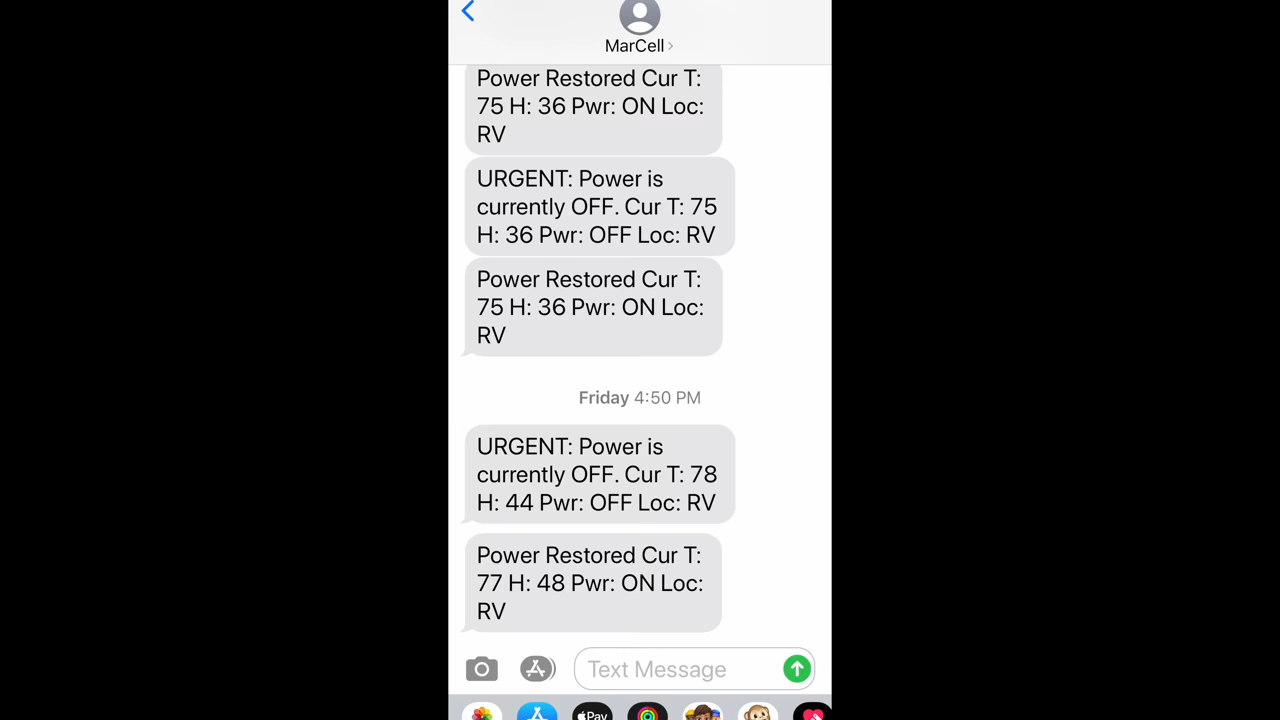 MarCell
Power Restored Cur T:
75 H: 36 Pwr: ON Loc:
RV
URGENT: Power is
currently OFF. Cur T: 75
H: 36 Pwr: OFF Loc: RV
Power Restored Cur T:
75 H: 36 Pwr: ON Loc:
RV
Friday 4:50 PM
URGENT: Power is
currently OFF. Cur T: 78
H: 44 Pwr: OFF Loc: RV
Power Restored Cur T:
77 H: 48 Pwr: ON Loc:
RV
Text Message
Pay